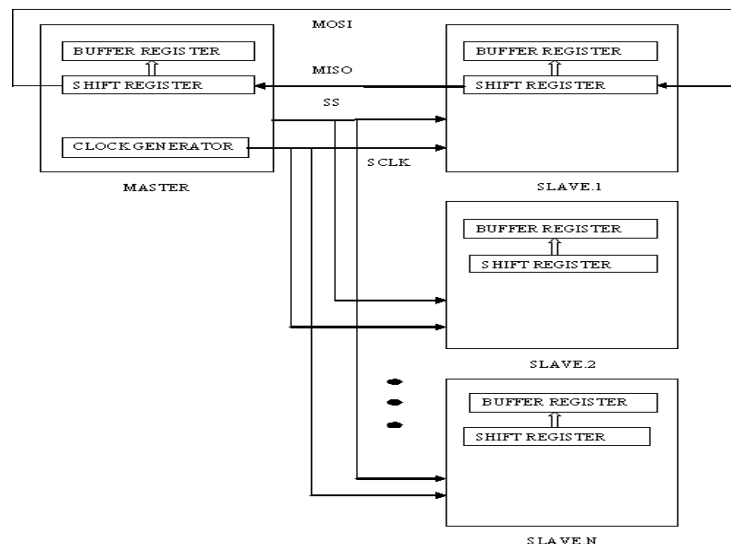 MOSI
BUFFER REGISTER
SHIFT REGISTER
CLOCK GENERATOR
MASTER
MISO
SS
SCLK
BUFFER REGISTER
SHIFT REGISTER
SLAVE.1
BUFFER REGISTER
SHIFT REGISTER
SLAVE.2
BUFFER REGISTER
SHIFT REGISTER
SLAVE.N